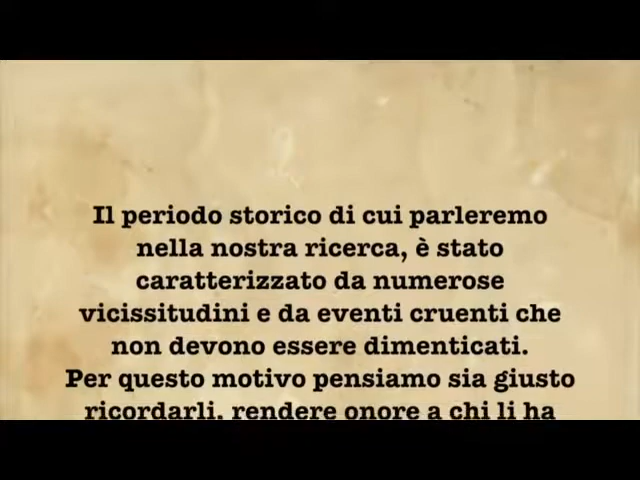 Il periodo storico di cui parleremo
nella nostra ricerca, è stato
caratterizzato da numerose
vicissitudini e da eventi cruenti che
non devono essere dimenticati.
Per questo motivo pensiamo sia giusto
ricordarli, rendere onore a chi li ha